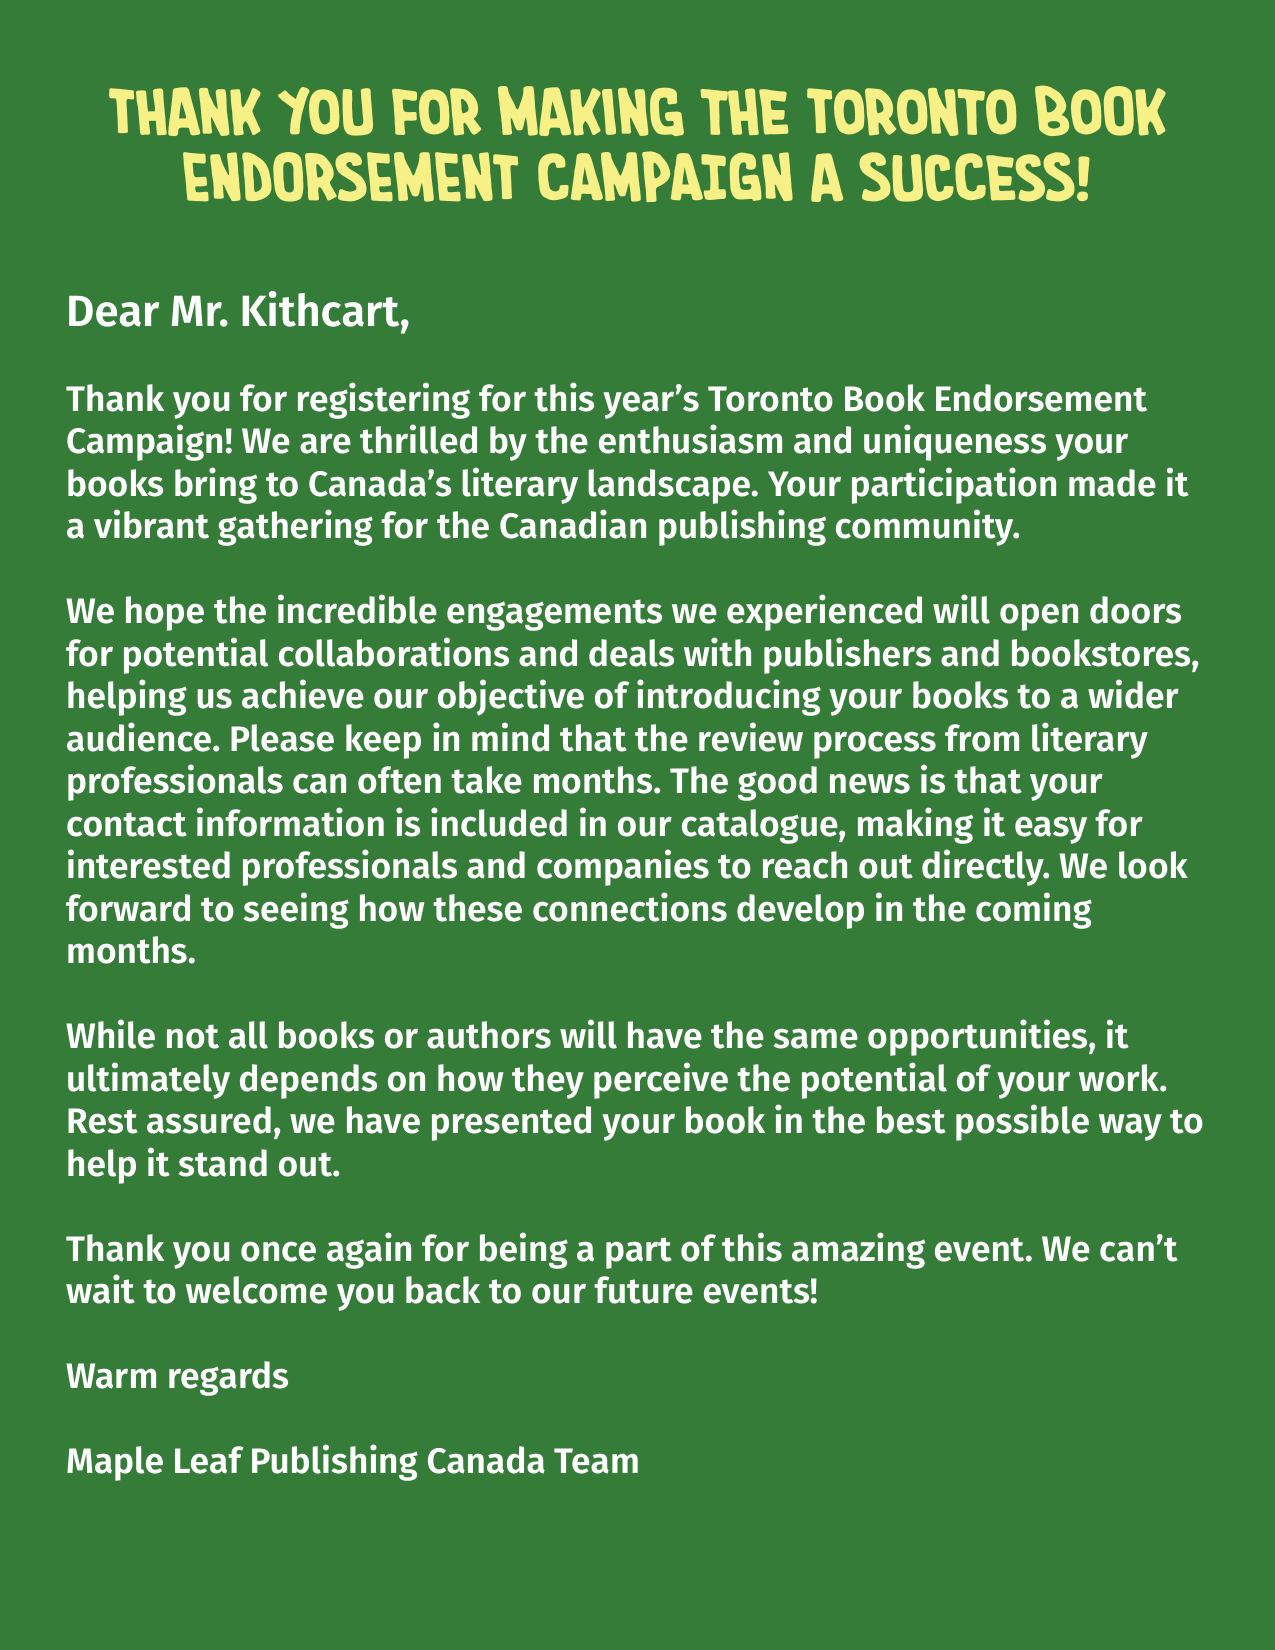 THANK YOU FOR MAKING THE TORONTO BOOK
ENDORSEMENT CAMPAIGN A SUCCESS!
Dear Mr. Kithcart,
Thank you for registering for this year’s Toronto Book Endorsement
Campaign! We are thrilled by the enthusiasm and uniqueness your
books bring to Canada’s literary landscape. Your participation made it
a vibrant gathering for the Canadian publishing community.
We hope the incredible engagements we experienced will open doors
for potential collaborations and deals with publishers and bookstores,
helping us achieve our objective of introducing your books to a wider
audience. Please keep in mind that the review process from literary
professionals can often take months. The good news is that your
contact information is included in our catalogue, making it easy for
interested professionals and companies to reach out directly. We look
forward to seeing how these connections develop in the coming
months.
While not all books or authors will have the same opportunities, it
ultimately depends on how they perceive the potential of your work.
Rest assured, we have presented your book in the best possible way to
help it stand out.
Thank you once again for being a part of this amazing event. We can’t
wait to welcome you back to our future events!
Warm regards
Maple Leaf Publishing Canada Team